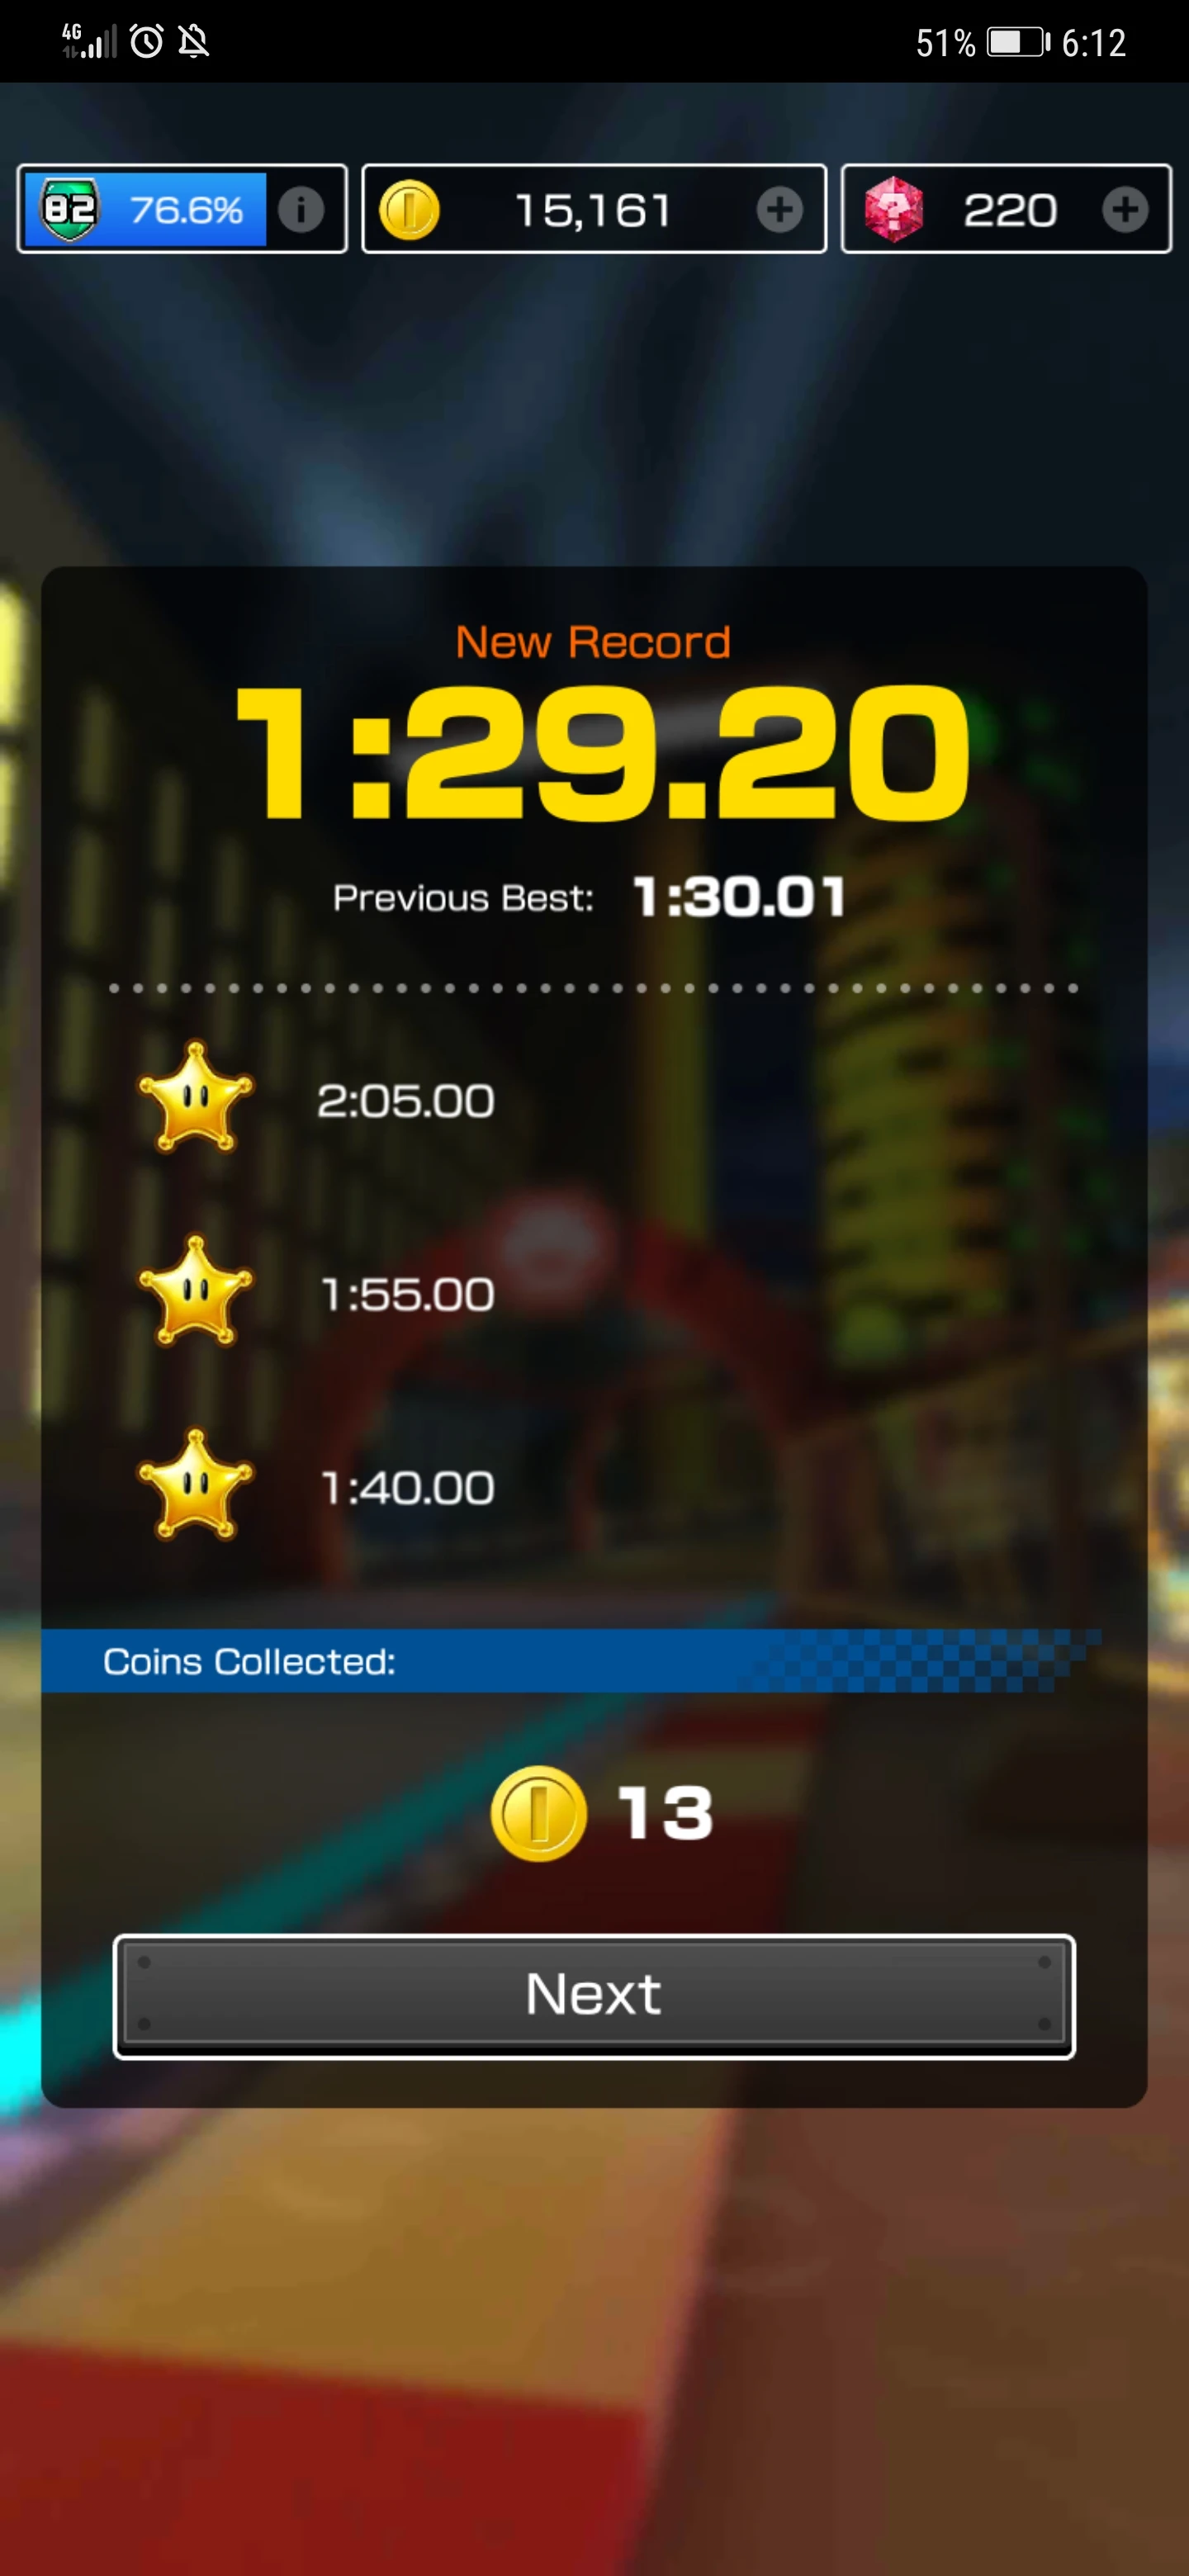 4G 51% 6:12
82 76.6% i 15,161 + ? 220 +
New Record
1:29.20
Previous Best: 1:30.01
2:05.00
1:55.00
1:40.00
Coins Collected:
13
Next